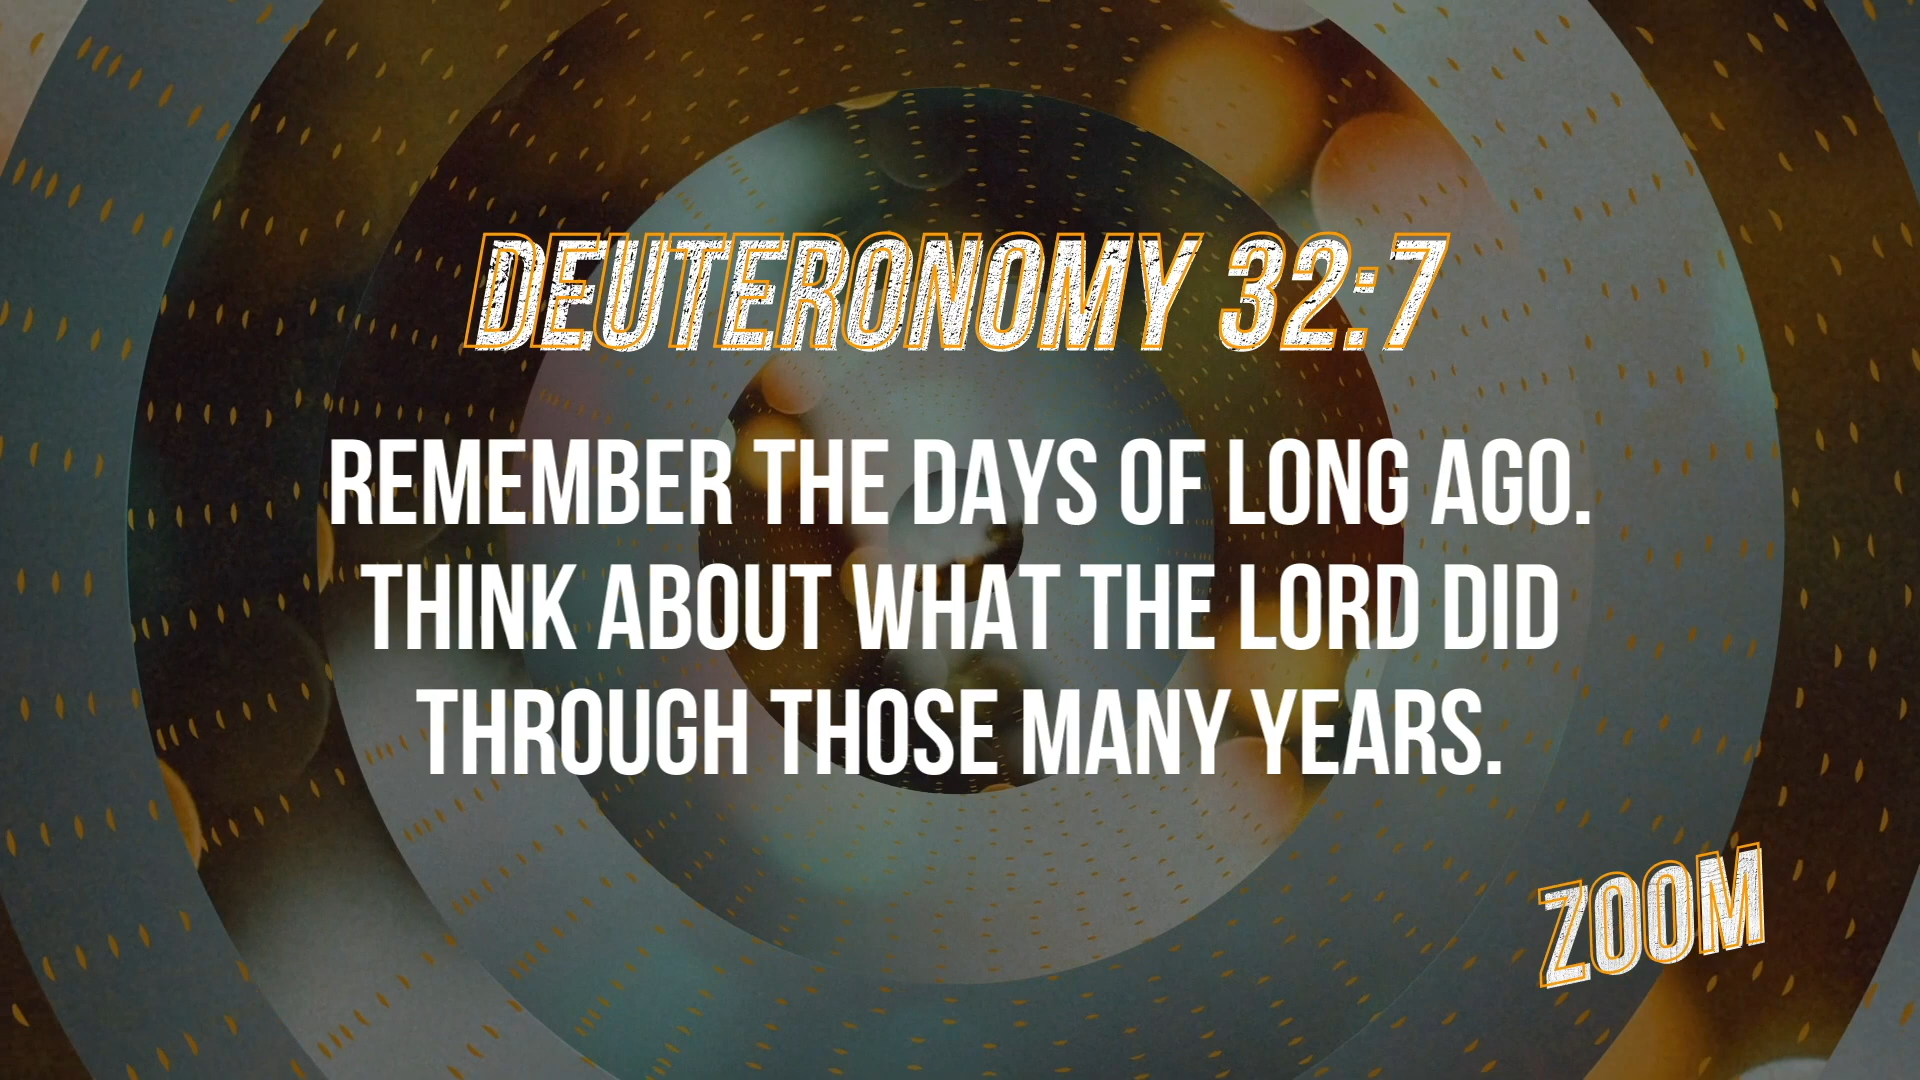 DEUTERONOMY 32:7
REMEMBER THE DAYS OF LONG AGO.
THINK ABOUT WHAT THE LORD DID
THROUGH THOSE MANY YEARS.
ZOOM